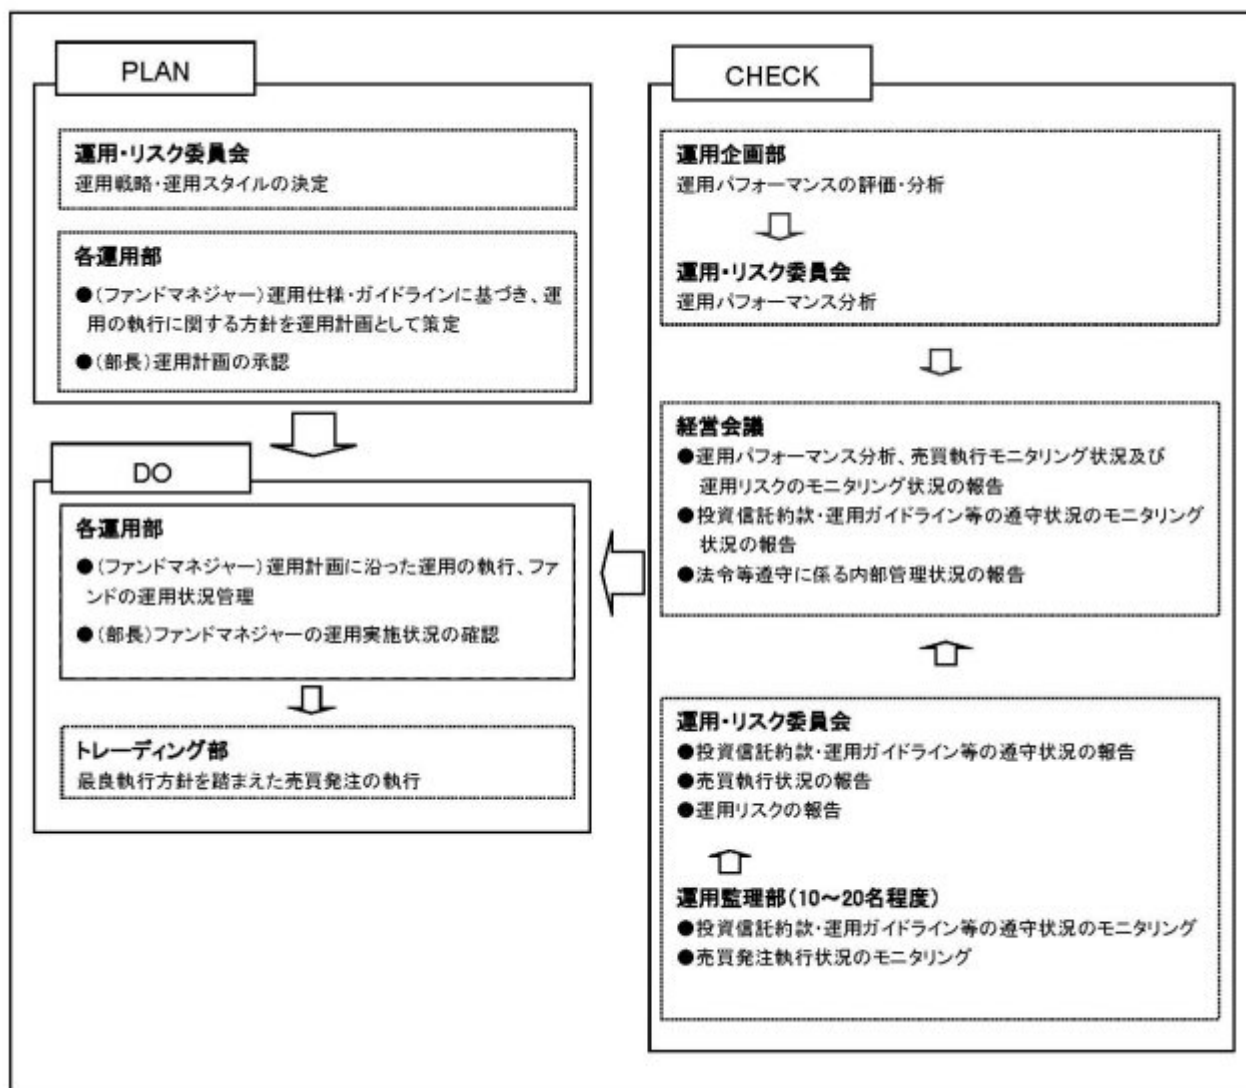 PLAN
運用・リスク委員会
運用戦略・運用スタイルの決定
各運用部
●(ファンドマネジャー)運用仕様・ガイドラインに基づき、運
用の執行に関する方針を運用計画として策定
●(部長)運用計画の承認
DO
各運用部
●(ファンドマネジャー)運用計画に沿った運用の執行、ファ
ンドの運用状況管理
●(部長)ファンドマネジャーの運用実施状況の確認
トレーディング部
最良執行方針を踏まえた売買発注の執行
CHECK
運用企画部
運用パフォーマンスの評価・分析
運用・リスク委員会
運用パフォーマンス分析
経営会議
●運用パフォーマンス分析、売買執行モニタリング状況及び
運用リスクのモニタリング状況の報告
●投資信託約款・運用ガイドライン等の遵守状況のモニタリング
状況の報告
●法令等遵守に係る内部管理状況の報告
運用・リスク委員会
●投資信託約款・運用ガイドライン等の遵守状況の報告
●売買執行状況の報告
●運用リスクの報告
運用監理部(10～20名程度)
●投資信託約款・運用ガイドライン等の遵守状況のモニタリング
●売買発注執行状況のモニタリング